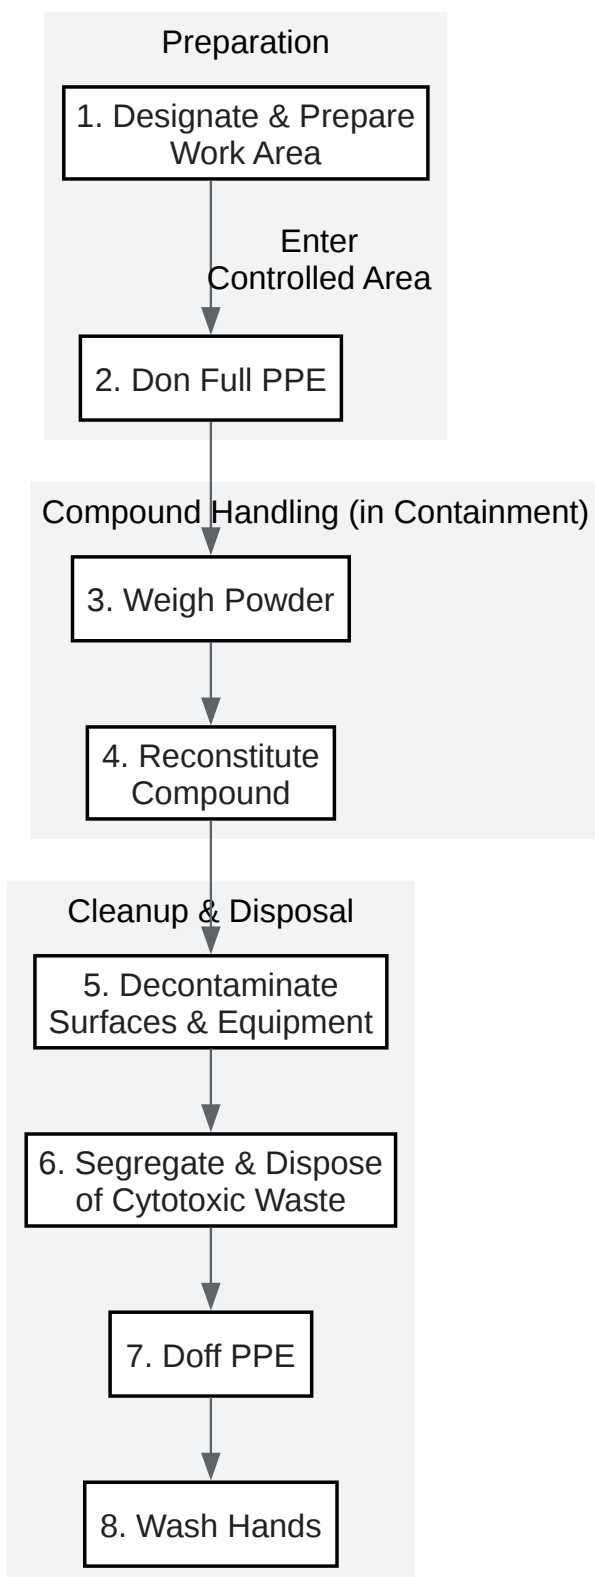 Preparation
1. Designate & Prepare
Work Area
Enter
Controlled Area
2. Don Full PPE
Compound Handling (in Containment)
3. Weigh Powder
4. Reconstitute
Compound
Cleanup & Disposal
5. Decontaminate
Surfaces & Equipment
6. Segregate & Dispose
of Cytotoxic Waste
7. Doff PPE
8. Wash Hands